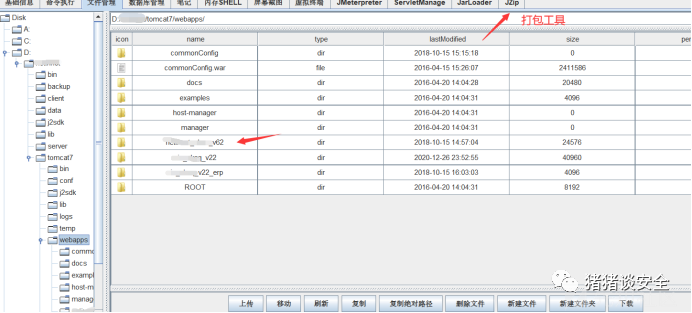 基础信息 命令执行 文件管理 数据库管理 笔记 内存SHELL 屏幕截图 虚拟终端 JMeterpreter ServletManage JarLoader JZip
Disk
A:
C:
D:
bin
backup
client
data
j2sdk
lib
server
tomcat7
bin
conf
j2sdk
lib
logs
temp
webapps
commo
docs
exampl
host-m
manag
D:/ /tomcat7/webapps/
打包工具
icon name type lastModified size per
commonConfig dir 2018-10-15 15:15:18 0
commonConfig.war file 2016-04-20 15:26:07 2411586
docs dir 2016-04-20 14:04:28 20480
examples dir 2016-04-20 14:04:31 4096
host-manager dir 2016-04-20 14:04:31 0
manager dir 2016-04-20 14:04:31 0
_v62 dir 2018-10-15 14:57:04 24576
_v22 dir 2020-12-26 23:52:55 40960
_v22_erp dir 2018-10-15 16:03:03 4096
ROOT dir 2016-04-20 14:04:31 8192
猪猪谈安全
上传 移动 刷新 复制 复制绝对路径 删除文件 新建文件 新建文件夹 下载